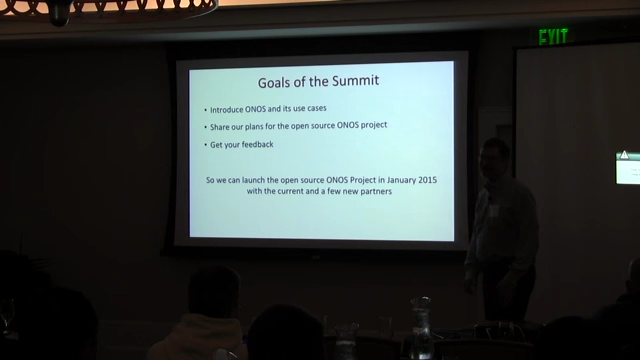 EXIT
Goals of the Summit
• Introduce ONOS and its use cases
• Share our plans for the open source ONOS project
• Get your feedback
So we can launch the open source ONOS Project in January 2015
with the current and a few new partners